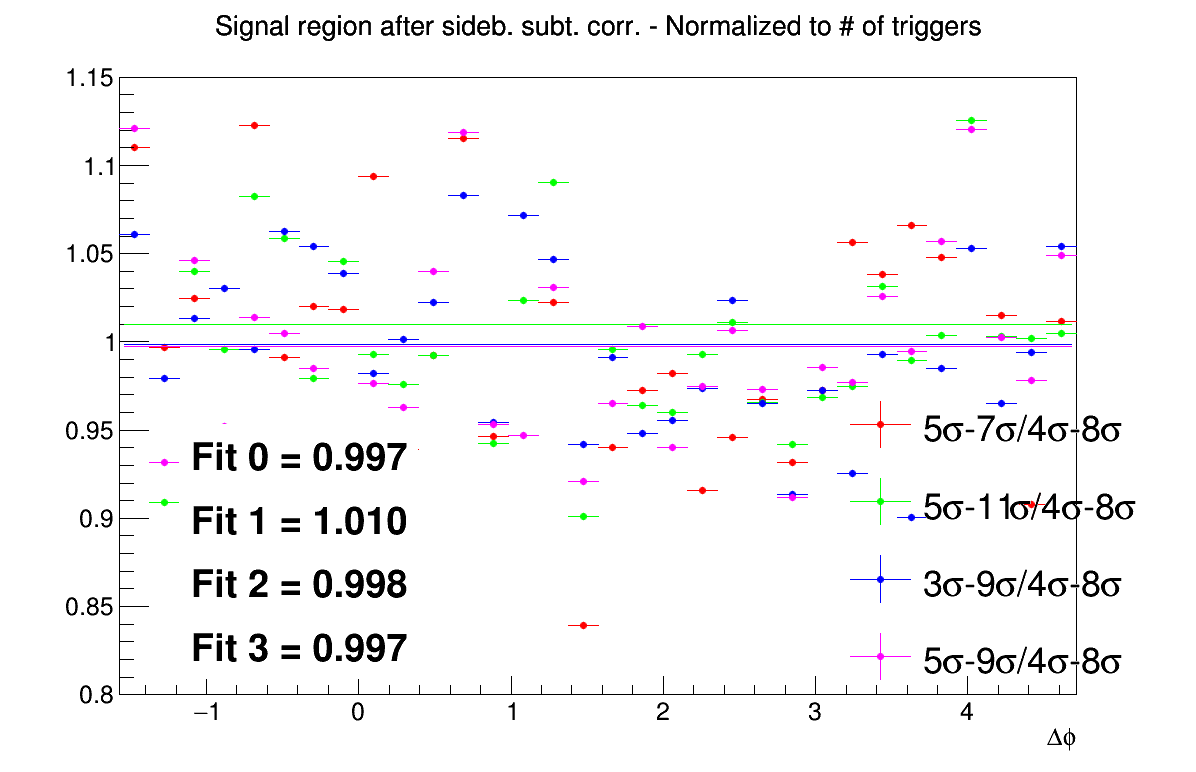 Signal region after sideb. subt. corr. - Normalized to # of triggers
1.15
1.1
1.05
1
0.95
0.9
0.85
0.8
Fit 0 = 0.997
Fit 1 = 1.010
Fit 2 = 0.998
Fit 3 = 0.997
5σ-7σ/4σ-8σ
5σ-11σ/4σ-8σ
3σ-9σ/4σ-8σ
5σ-9σ/4σ-8σ
−1 0 1 2 3 4
Δϕ